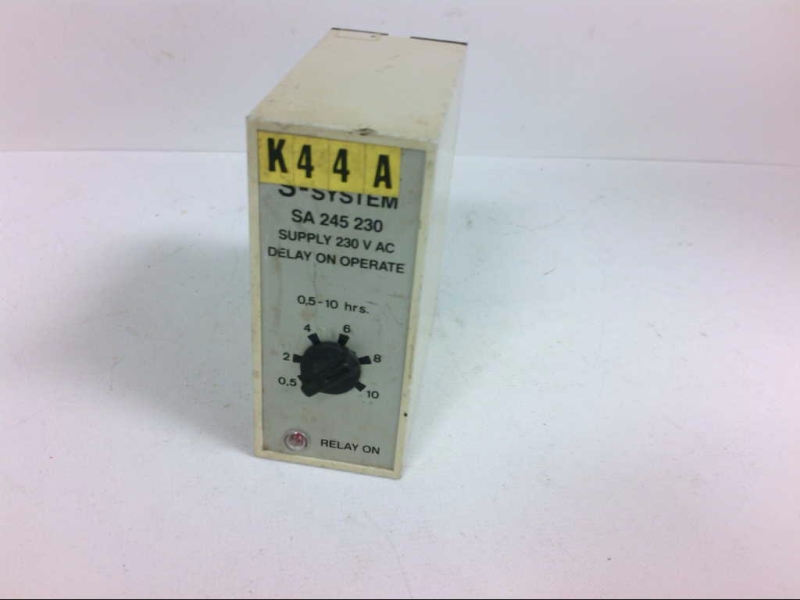 K44A
S-SYSTEM
SA 245 230
SUPPLY 230 V AC
DELAY ON OPERATE
0,5-10 hrs.
4 6
2 8
0,5 10
RELAY ON